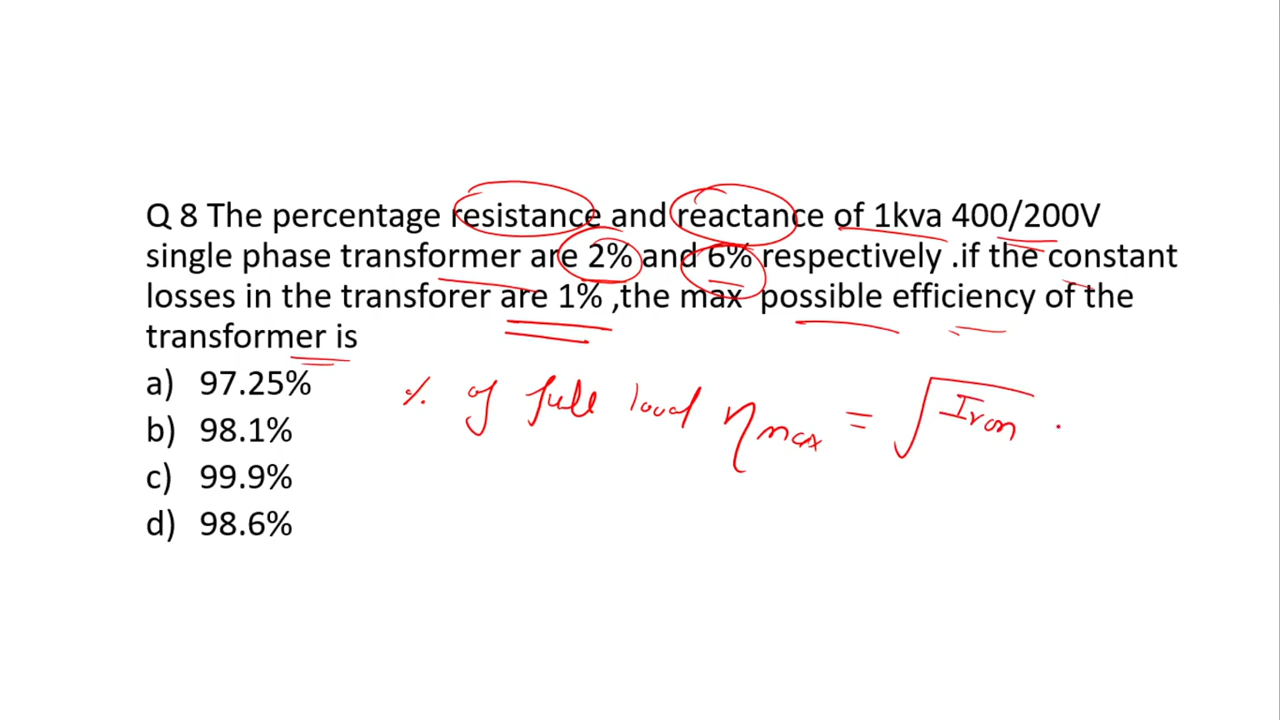 Q 8 The percentage resistance and reactance of 1kva 400/200V
single phase transformer are 2% and 6% respectively .if the constant
losses in the transforer are 1% ,the max possible efficiency of the
transformer is
a) 97.25%
% of full load ηmax = √Iron
b) 98.1%
c) 99.9%
d) 98.6%